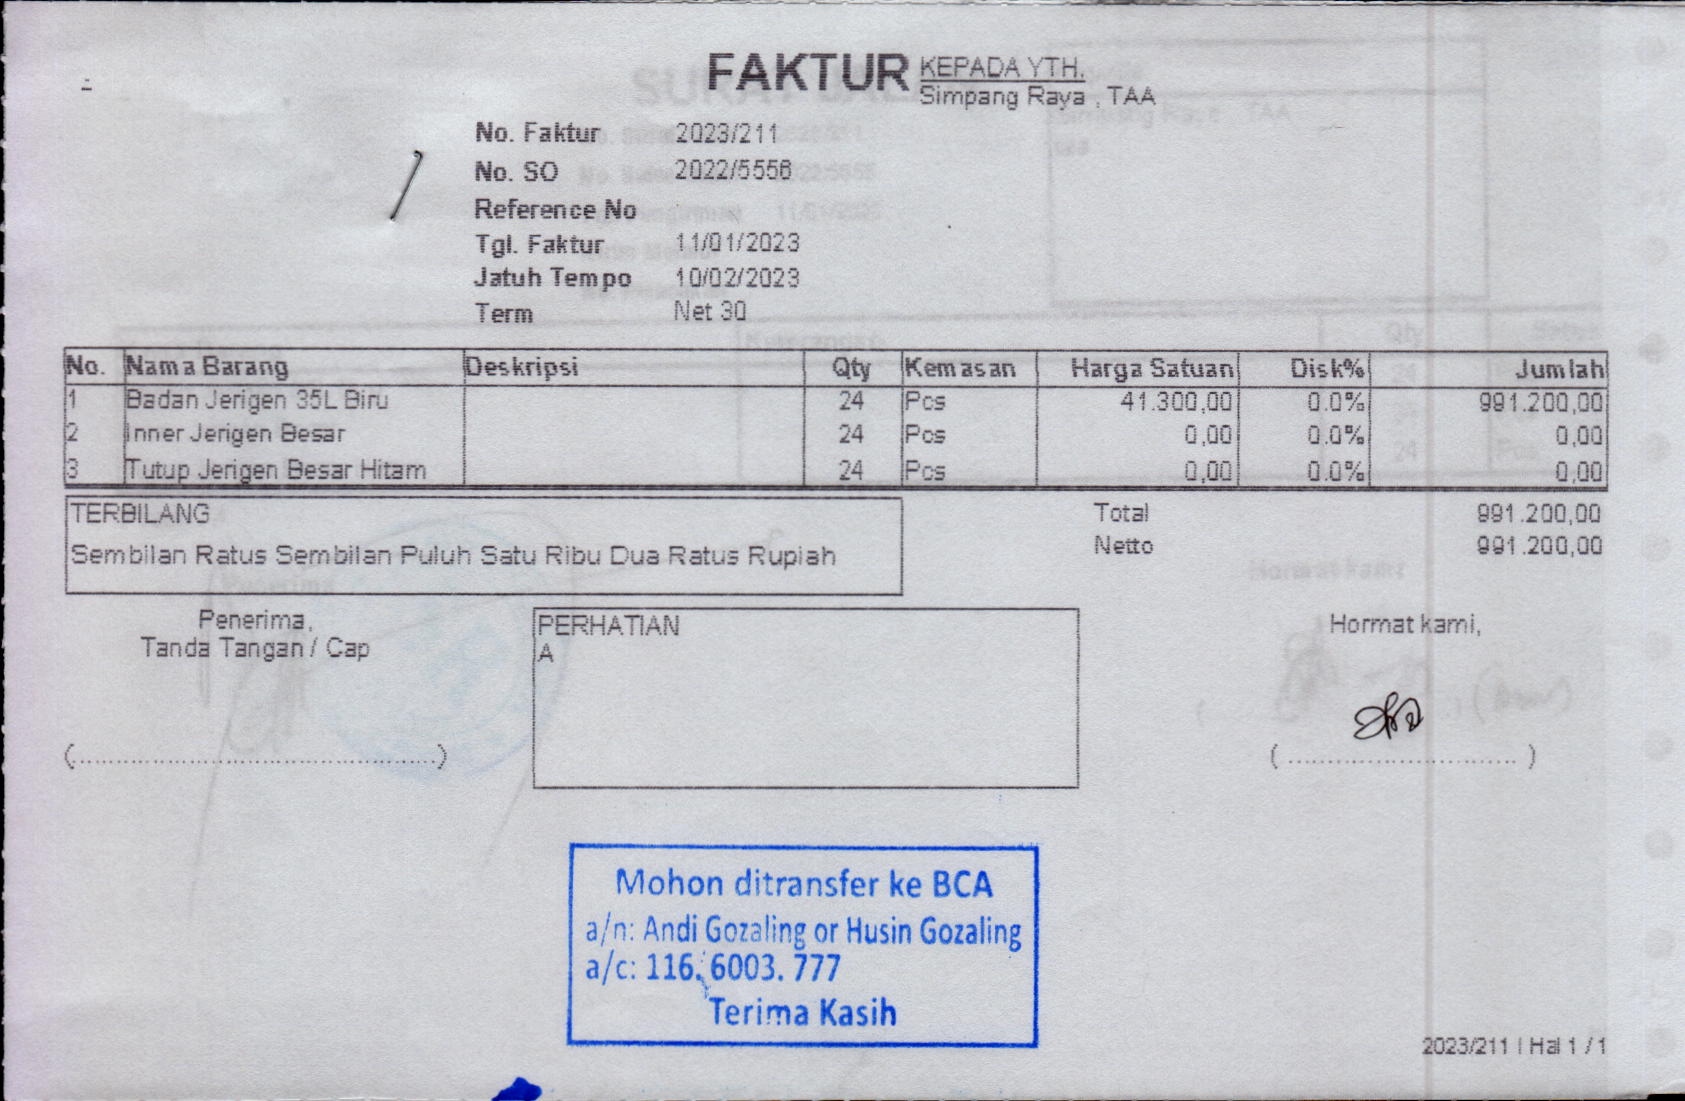 FAKTUR
KEPADA YTH.
Simpang Raya , TAA
No. Faktur 2023/211
No. SO 2022/5556
Reference No
Tgl. Faktur 11/01/2023
Jatuh Tempo 10/02/2023
Term Net 30
No. Nama Barang Deskripsi Qty Kemasan Harga Satuan Disk% Jumlah
1 Badan Jerigen 35L Biru 24 Pcs 41.300,00 0.0% 991.200,00
2 Inner Jerigen Besar 24 Pcs 0,00 0.0% 0,00
3 Tutup Jerigen Besar Hitam 24 Pcs 0,00 0.0% 0,00
TERBILANG
Sembilan Ratus Sembilan Puluh Satu Ribu Dua Ratus Rupiah
Total 991.200,00
Netto 991.200,00
Penerima,
Tanda Tangan / Cap
PERHATIAN
A
Hormat kami,
Mohon ditransfer ke BCA
a/n: Andi Gozaling or Husin Gozaling
a/c: 116. 6003. 777
Terima Kasih
2023/211 | Hal 1 / 1